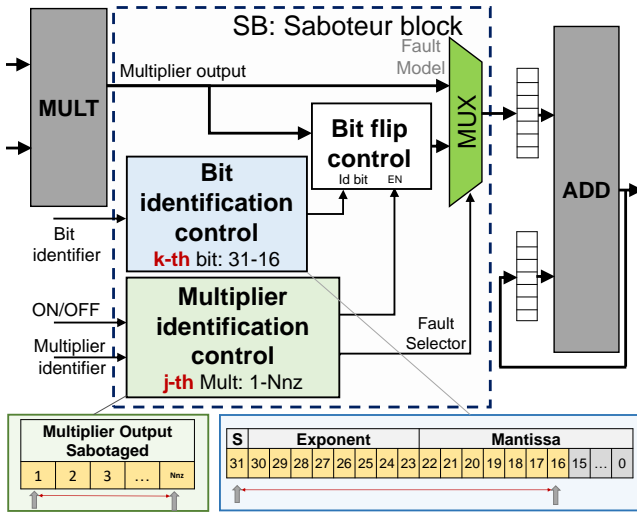 SB: Saboteur block
Fault
Model
Multiplier output
MULT
MUX
Bit flip
control
Id bit
EN
ADD
Bit
identification
control
k-th bit: 31-16
Bit
identifier
ON/OFF
Multiplier
identifier
Multiplier
identification
control
j-th Mult: 1-Nnz
Fault
Selector
Multiplier Output
Sabotaged
1 2 3 ... Nnz
S Exponent Mantissa
31 30 29 28 27 26 25 24 23 22 21 20 19 18 17 16 15 ... 0